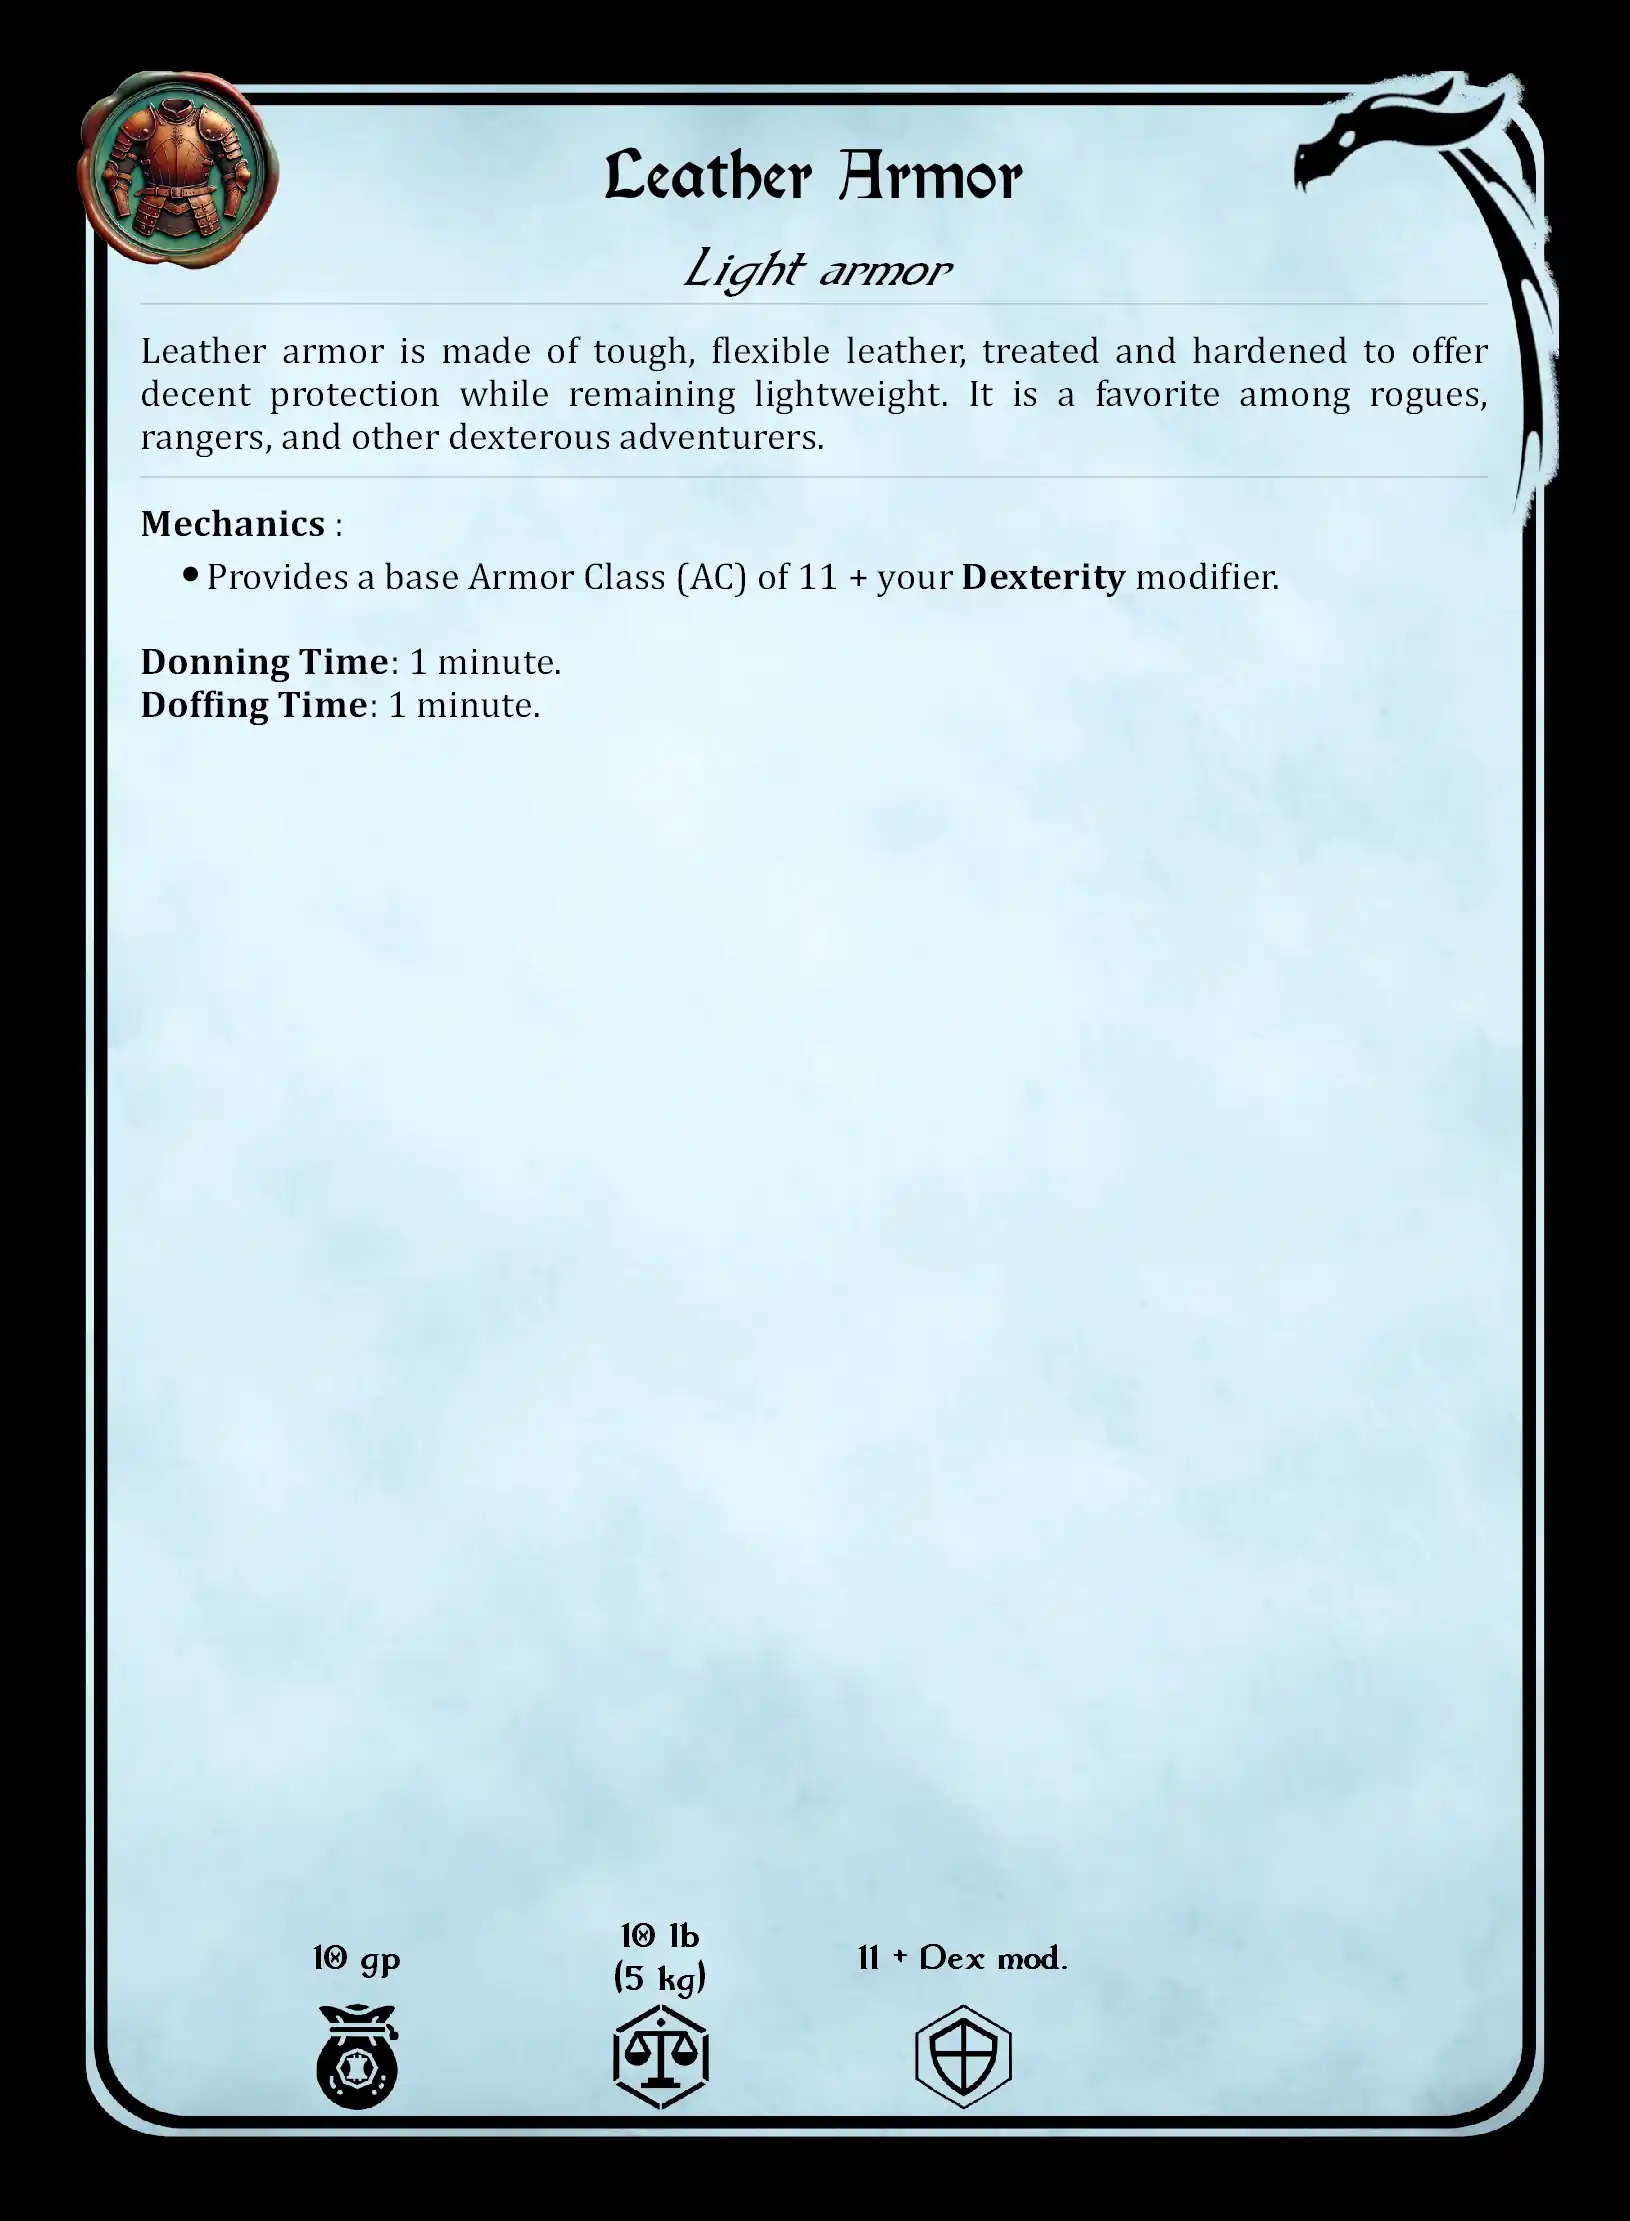 Leather Armor
Light armor
Leather armor is made of tough, flexible leather, treated and hardened to offer
decent protection while remaining lightweight. It is a favorite among rogues,
rangers, and other dexterous adventurers.
Mechanics :
• Provides a base Armor Class (AC) of 11 + your Dexterity modifier.
Donning Time: 1 minute.
Doffing Time: 1 minute.
10 gp
10 lb
(5 kg)
11 + Dex mod.